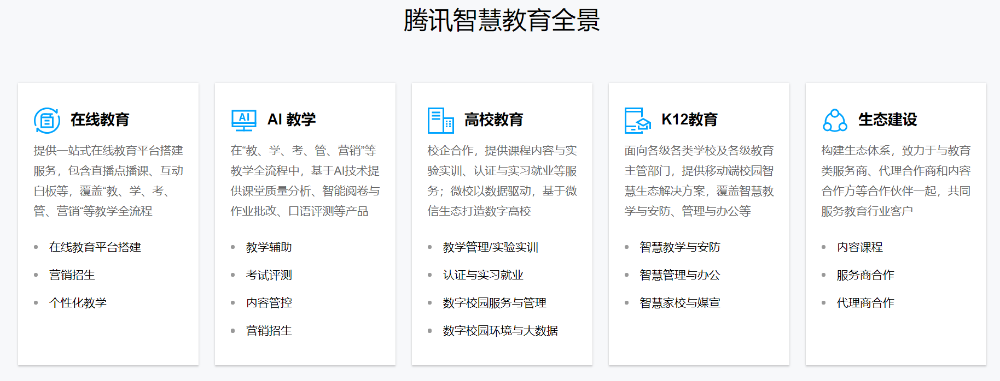 腾讯智慧教育全景
在线教育
提供一站式在线教育平台搭建
服务，包含直播点播课、互动
白板等，覆盖“教、学、考、
管、营销“等教学全流程
在线教育平台搭建
营销招生
个性化教学
AI
AI 教学
在“教、学、考、管、营销”等
教学全流程中，基于AI技术提
供课堂质量分析、智能阅卷与
作业批改、口语评测等产品
教学辅助
考试评测
内容管控
营销招生
高校教育
校企合作，提供课程内容与实
验实训、认证与实习就业等服
务；微校以数据驱动，基于微
信生态打造数字高校
教学管理/实验实训
认证与实习就业
数字校园服务与管理
数字校园环境与大数据
K12教育
面向各级各类学校及各级教育
主管部门，提供移动端校园智
慧生态解决方案，覆盖智慧教
学与安防、管理与办公等
智慧教学与安防
智慧管理与办公
智慧家校与媒宣
生态建设
构建生态体系，致力于与教育
类服务商、代理合作商和内容
合作方等合作伙伴一起，共同
服务教育行业客户
内容课程
服务商合作
代理商合作